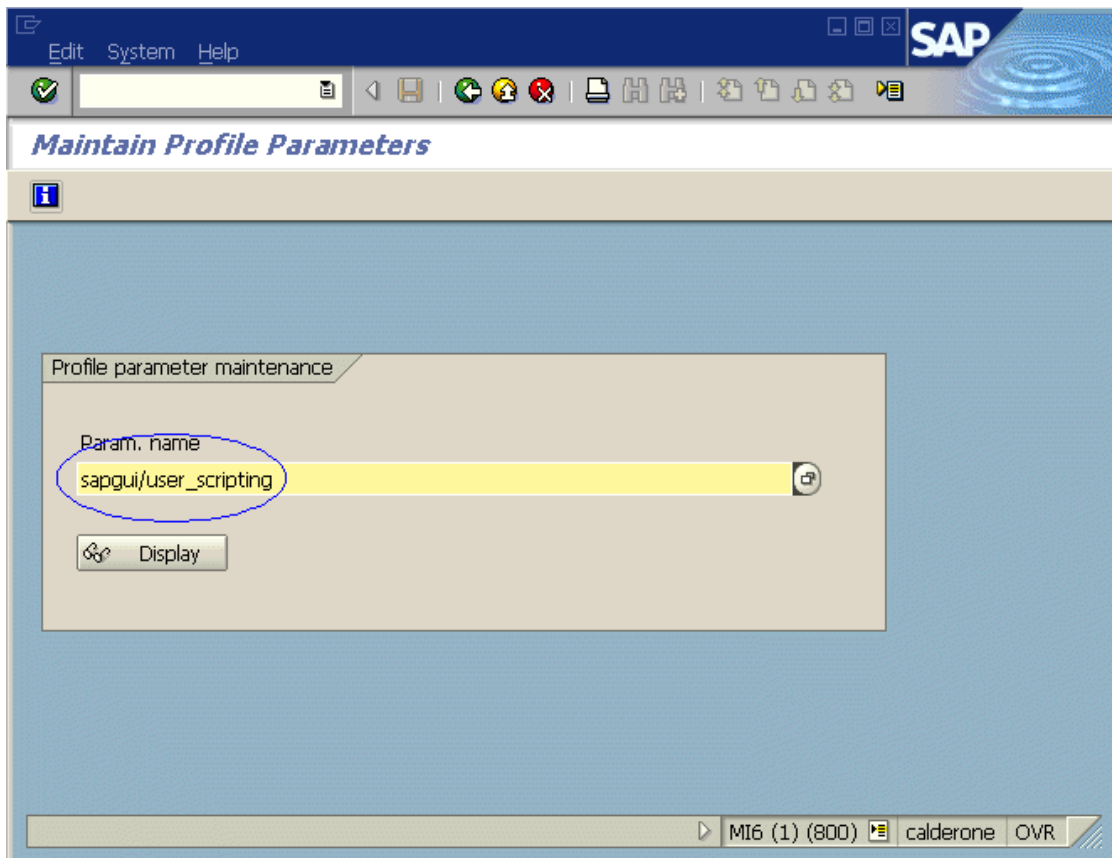 Edit System Help
SAP
Maintain Profile Parameters
Profile parameter maintenance
Param. name
sapgui/user_scripting
Display
MI6 (1) (800) calderone OVR